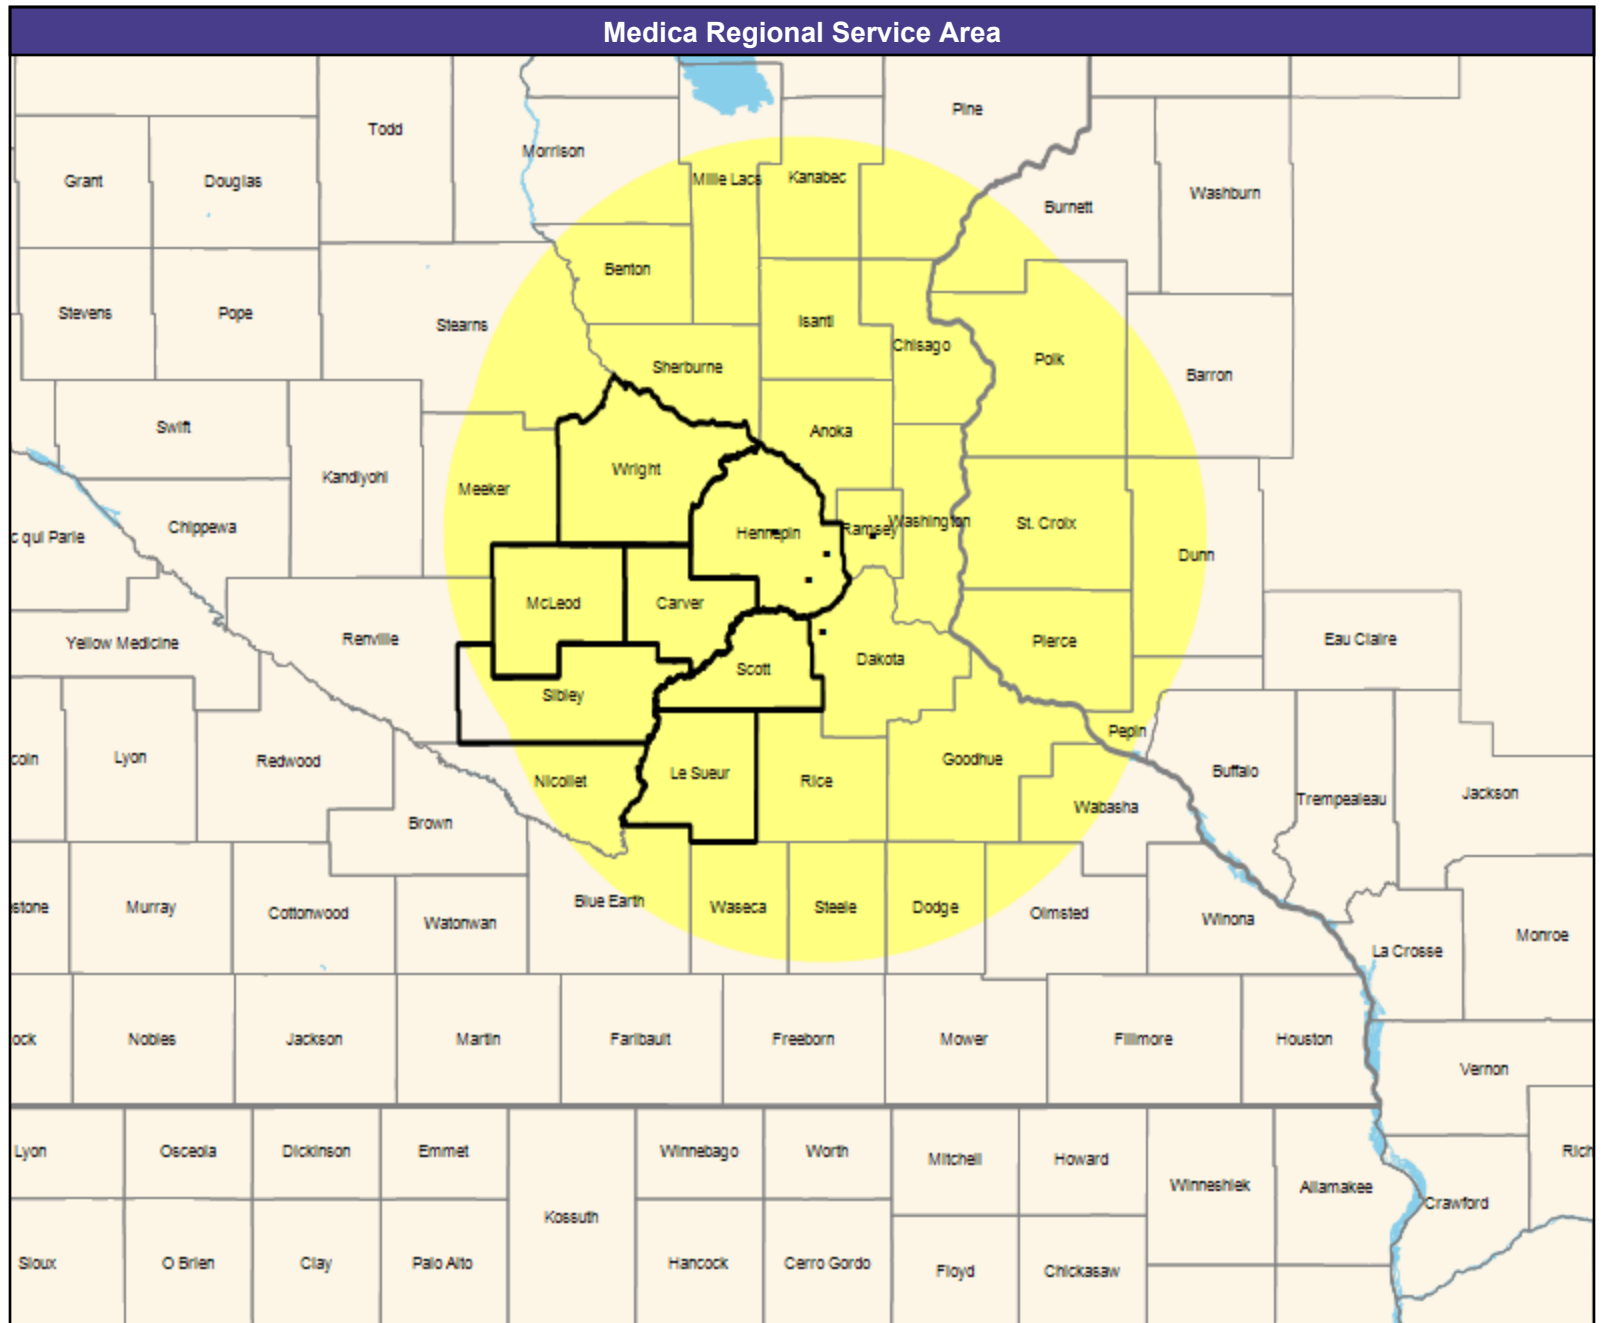 Medica Regional Service Area
Pine
Todd
Morrison
Grant
Douglas
Mille Lacs
Kanabec
Washburn
Burnett
Benton
Stevens
Pope
Stearns
Isanti
Chisago
Polk
Barron
Sherburne
Swift
Anoka
Wright
Kandiyohi
Meeker
Chippewa
Hennepin
Ramsey
Washington
St. Croix
c qui Parle
Dunn
McLeod
Carver
Yellow Medicine
Renville
Pierce
Eau Claire
Scott
Dakota
Sibley
Pepin
coln
Lyon
Redwood
Nicollet
Le Sueur
Rice
Goodhue
Buffalo
Trempealeau
Jackson
Wabasha
Brown
stone
Murray
Cottonwood
Watonwan
Blue Earth
Waseca
Steele
Dodge
Olmsted
Winona
La Crosse
Monroe
ock
Nobles
Jackson
Martin
Faribault
Freeborn
Mower
Fillmore
Houston
Vernon
Lyon
Osceola
Dickinson
Emmet
Winnebago
Worth
Mitchell
Howard
Rich
Winneshiek
Allamakee
Crawford
Kossuth
Sioux
O Brien
Clay
Palo Alto
Hancock
Cerro Gordo
Floyd
Chickasaw